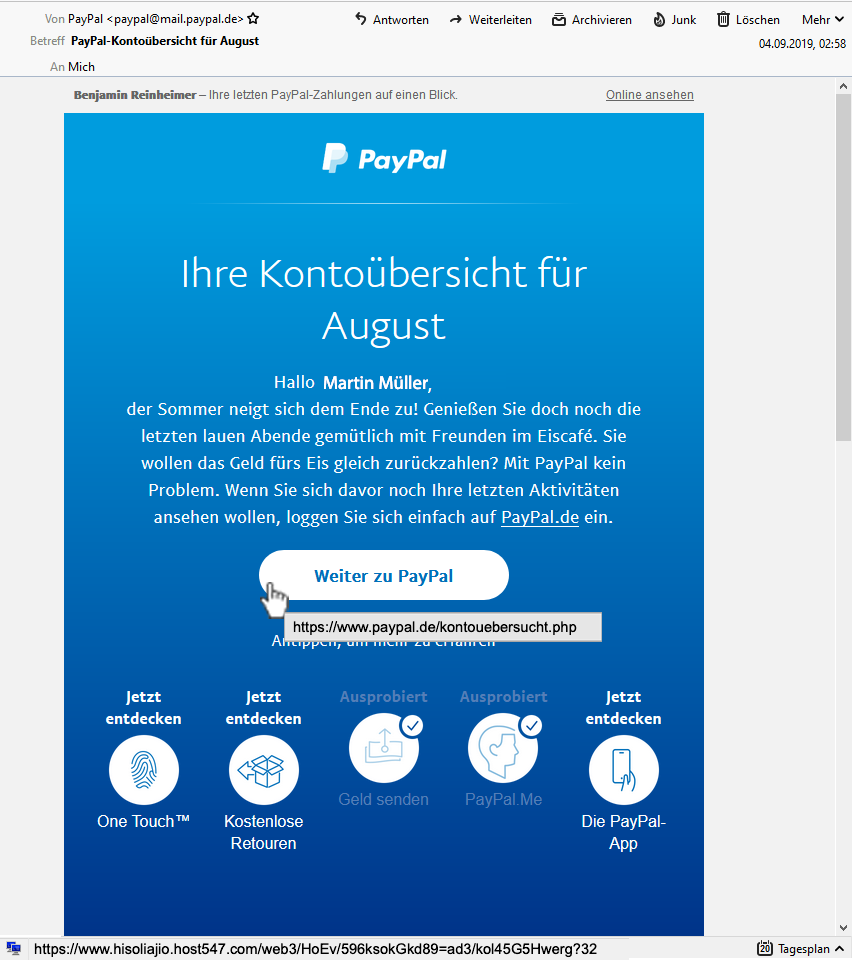 Von PayPal <paypal@mail.paypal.de>
Antworten Weiterleiten Archivieren Junk Löschen Mehr
Betreff PayPal-Kontoübersicht für August
04.09.2019, 02:58
An Mich
Benjamin Reinheimer – Ihre letzten PayPal-Zahlungen auf einen Blick.
Online ansehen
PayPal
Ihre Kontoübersicht für
August
Hallo Martin Müller,
der Sommer neigt sich dem Ende zu! Genießen Sie doch noch die
letzten lauen Abende gemütlich mit Freunden im Eiscafé. Sie
wollen das Geld fürs Eis gleich zurückzahlen? Mit PayPal kein
Problem. Wenn Sie sich davor noch Ihre letzten Aktivitäten
ansehen wollen, loggen Sie sich einfach auf PayPal.de ein.
Weiter zu PayPal
https://www.paypal.de/kontouebersucht.php
Antippen, um mehr zu erfahren
Jetzt
entdecken
One Touch™
Jetzt
entdecken
Kostenlose
Retouren
Ausprobiert
Geld senden
Ausprobiert
PayPal.Me
Jetzt
entdecken
Die PayPal-
App
https://www.hisoliajio.host547.com/web3/HoEv/596ksokGkd89=ad3/kol45G5Hwerg?32
20 Tagesplan